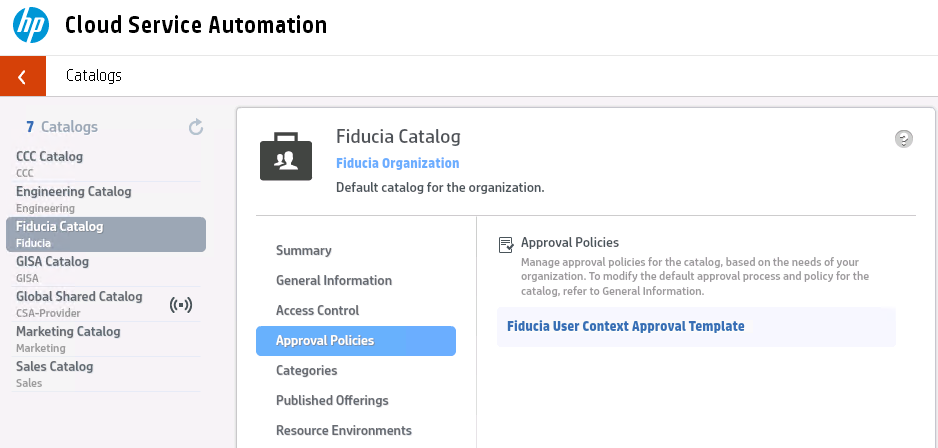 hp Cloud Service Automation
Catalogs
7 Catalogs
CCC Catalog
CCC
Engineering Catalog
Engineering
Fiducia Catalog
Fiducia
GISA Catalog
GISA
Global Shared Catalog
CSA-Provider
Marketing Catalog
Marketing
Sales Catalog
Sales
Fiducia Catalog
Fiducia Organization
Default catalog for the organization.
?
Summary
General Information
Access Control
Approval Policies
Categories
Published Offerings
Resource Environments
Approval Policies
Manage approval policies for the catalog, based on the needs of your
organization. To modify the default approval process and policy for the
catalog, refer to General Information.
Fiducia User Context Approval Template